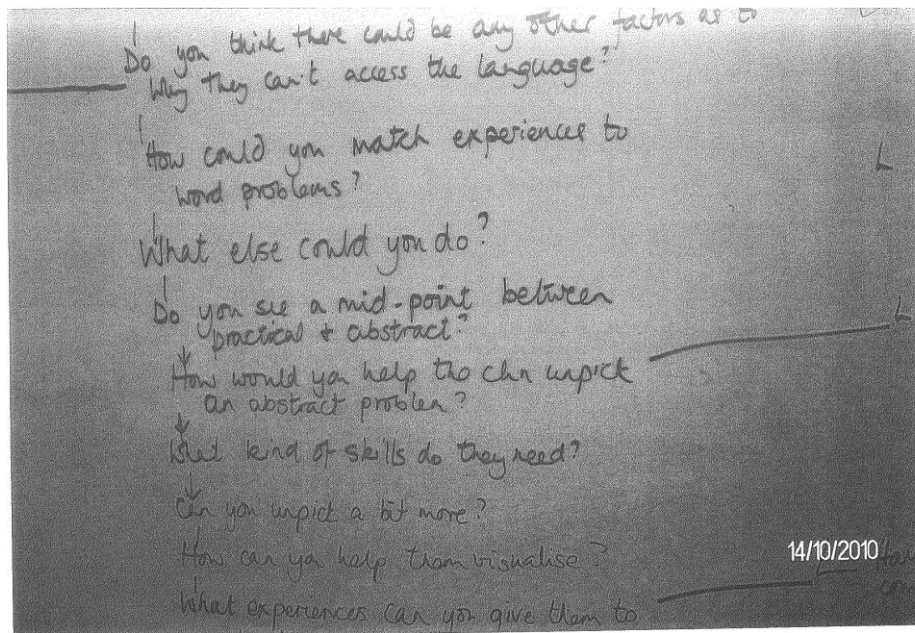 Do you think there could be any other factors as to
why they can't access the language?
How could you match experiences to
word problems?
What else could you do?
Do you see a mid-point between
practical + abstract?
How would you help the chn unpick
an abstract problem?
What kind of skills do they need?
Can you unpick a bit more?
How can you help them visualise?
14/10/2010
What experiences can you give them to